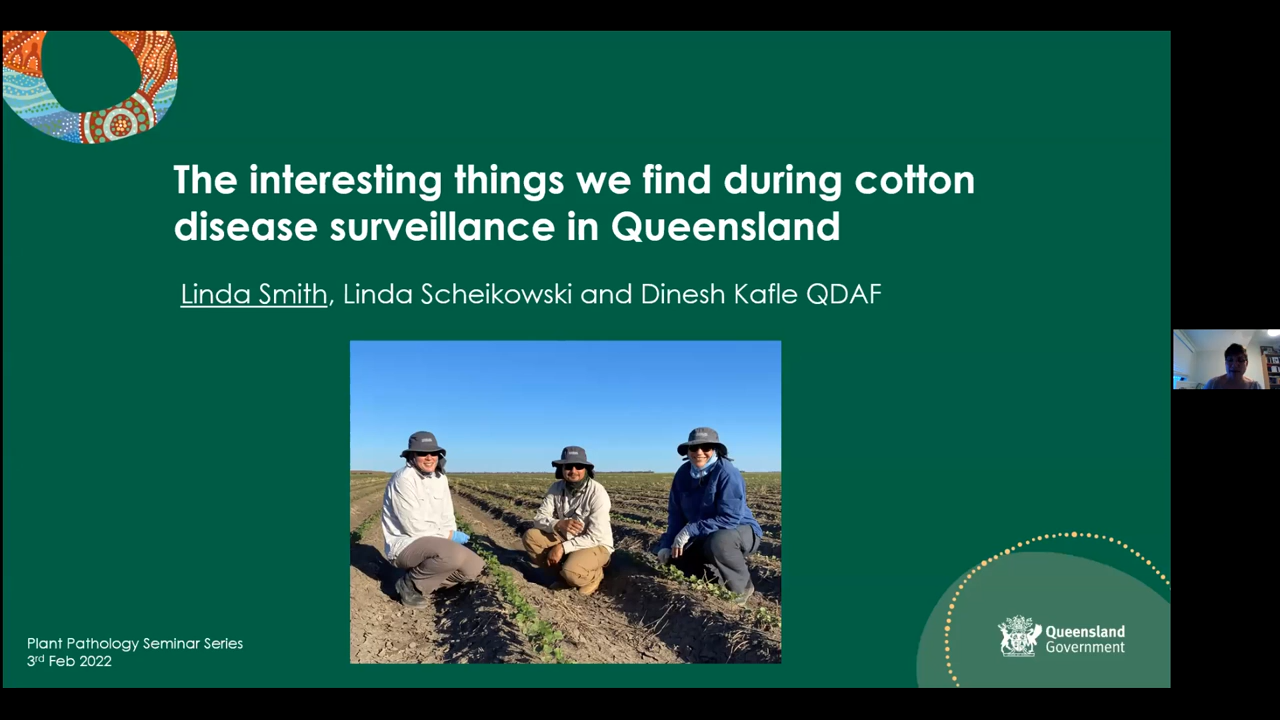 The interesting things we find during cotton
disease surveillance in Queensland
Linda Smith, Linda Scheikowski and Dinesh Kafle QDAF
Plant Pathology Seminar Series
3rd Feb 2022
Queensland
Government